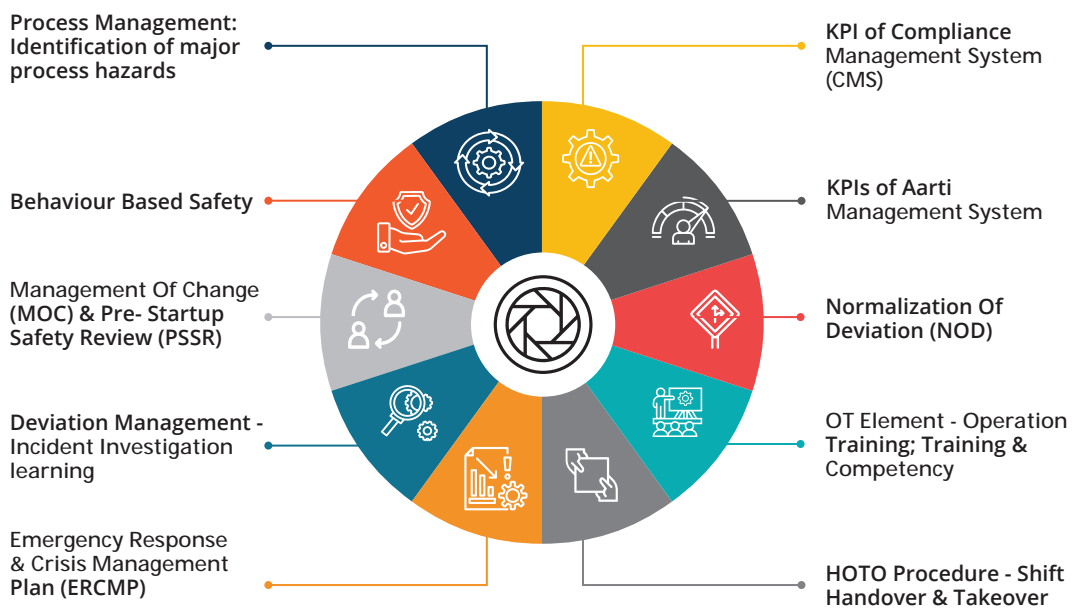 Process Management:
Identification of major
process hazards
Behaviour Based Safety
Management Of Change
(MOC) & Pre- Startup
Safety Review (PSSR)
Deviation Management -
Incident Investigation
learning
Emergency Response
& Crisis Management
Plan (ERCMP)
KPI of Compliance
Management System
(CMS)
KPIs of Aarti
Management System
Normalization Of
Deviation (NOD)
OT Element - Operation
Training; Training &
Competency
HOTO Procedure - Shift
Handover & Takeover